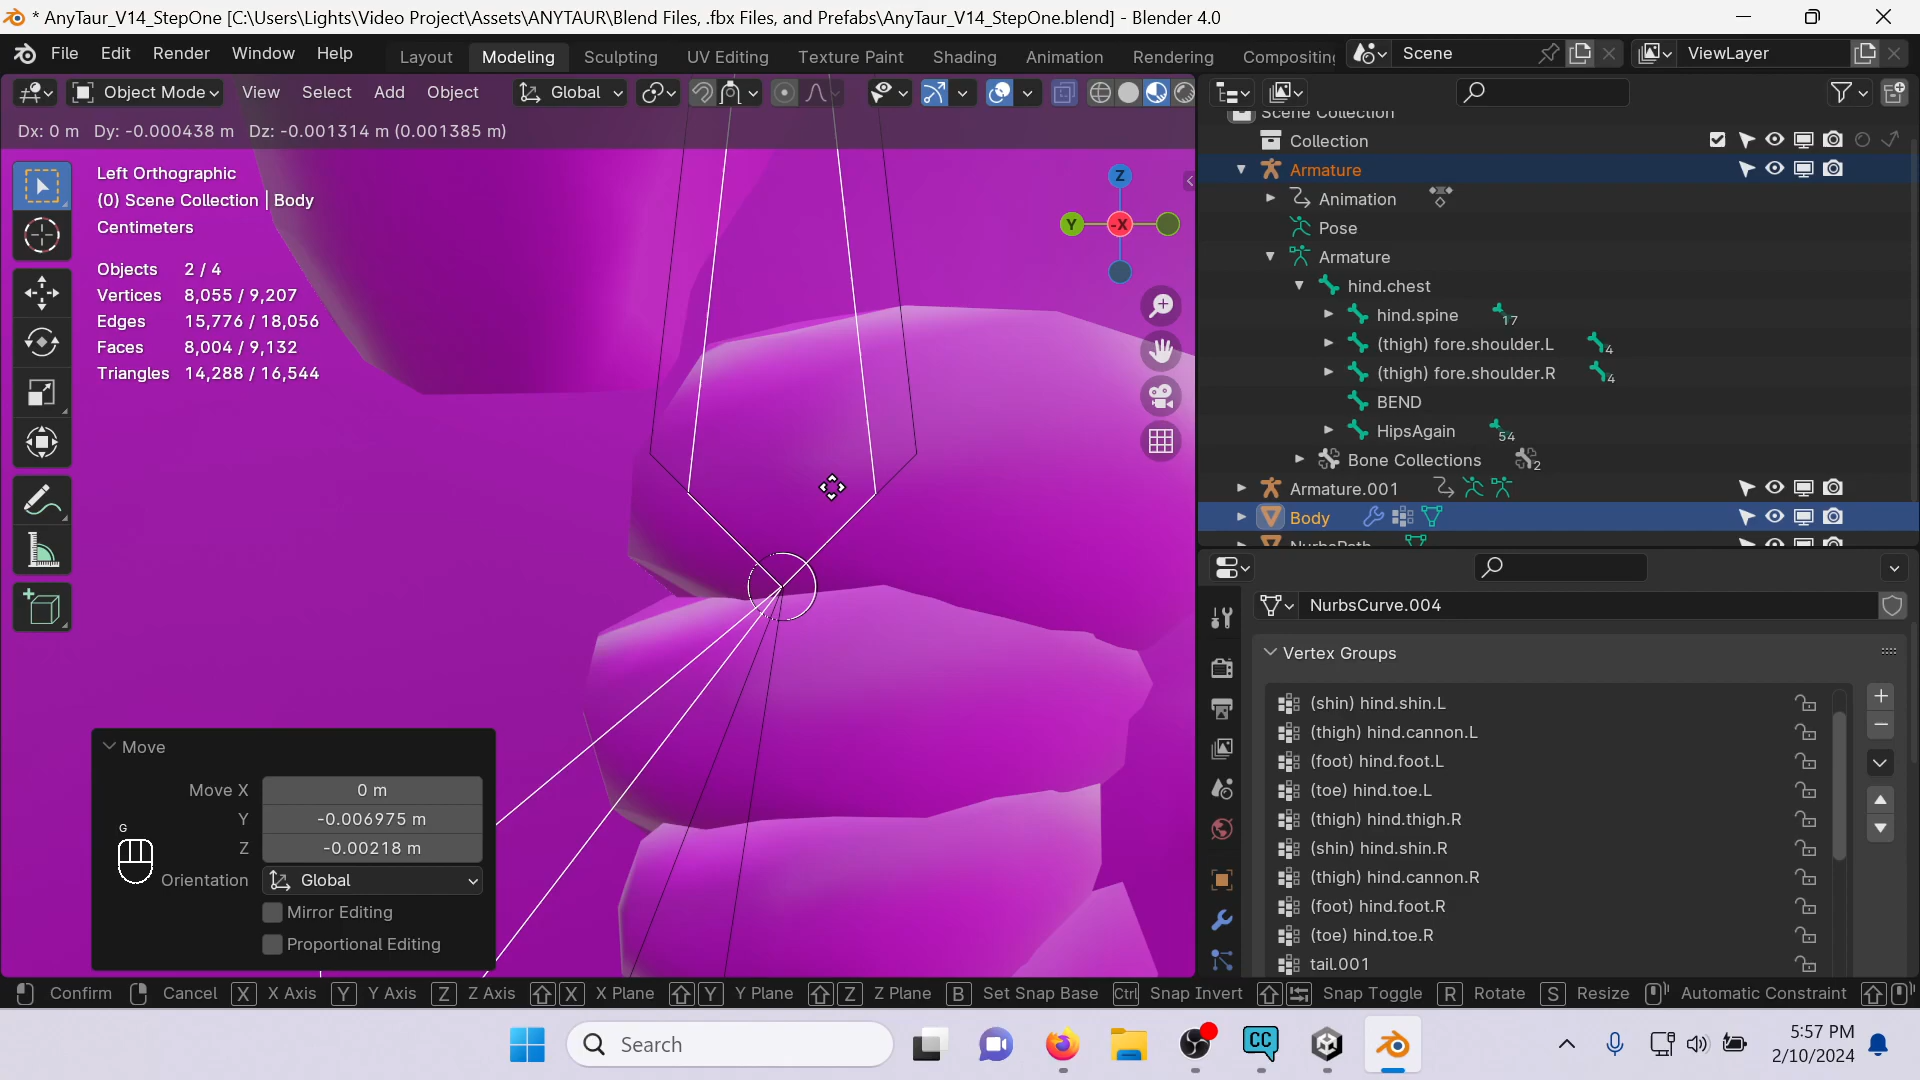 * AnyTaur_V14_StepOne [C:\Users\Lights\Video Project\Assets\ANYTAUR\Blend Files, .fbx Files, and Prefabs\AnyTaur_V14_StepOne.blend] - Blender 4.0
File Edit Render Window Help Layout Modeling Sculpting UV Editing Texture Paint Shading Animation Rendering Compositing Scene ViewLayer
Object Mode View Select Add Object Global
Dx: 0 m Dy: -0.000438 m Dz: -0.001314 m (0.001385 m)
Left Orthographic
(0) Scene Collection | Body
Centimeters
Objects 2 / 4
Vertices 8,055 / 9,207
Edges 15,776 / 18,056
Faces 8,004 / 9,132
Triangles 14,288 / 16,544
Z
Y
-X
Scene Collection
Collection
Armature
Animation
Pose
Armature
hind.chest
hind.spine 17
(thigh) fore.shoulder.L 4
(thigh) fore.shoulder.R 4
BEND
HipsAgain 54
Bone Collections 2
Armature.001
Body
NurbsPath
NurbsCurve.004
Vertex Groups
(shin) hind.shin.L
(thigh) hind.cannon.L
(foot) hind.foot.L
(toe) hind.toe.L
(thigh) hind.thigh.R
(shin) hind.shin.R
(thigh) hind.cannon.R
(foot) hind.foot.R
(toe) hind.toe.R
tail.001
Move
Move X 0 m
Y -0.006975 m
Z -0.00218 m
Orientation Global
Mirror Editing
Proportional Editing
G
Confirm Cancel X X Axis Y Y Axis Z Z Axis X X Plane Y Y Plane Z Z Plane B Set Snap Base Ctrl Snap Invert Snap Toggle R Rotate S Resize Automatic Constraint
Search
CC
5:57 PM
2/10/2024